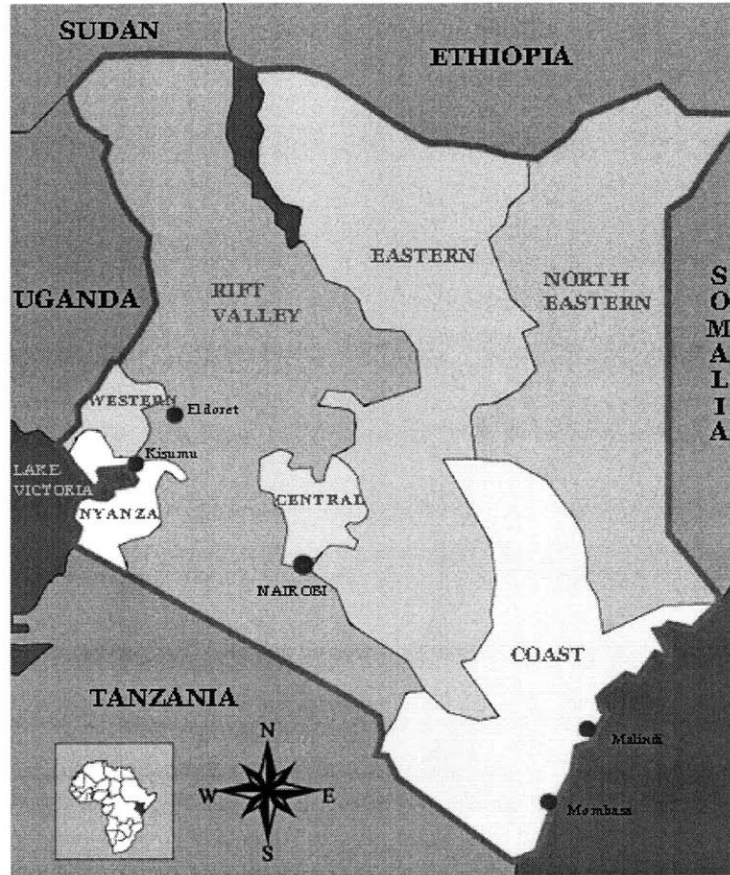 SUDAN
ETHIOPIA
EASTERN
NORTH
EASTERN
RIFT
VALLEY
UGANDA
SOMALIA
WESTERN
Eldoret
Kisumu
LAKE
VICTORIA
NYANZA
CENTRAL
NAIROBI
COAST
TANZANIA
N
W
E
S
Malindi
Mombasa